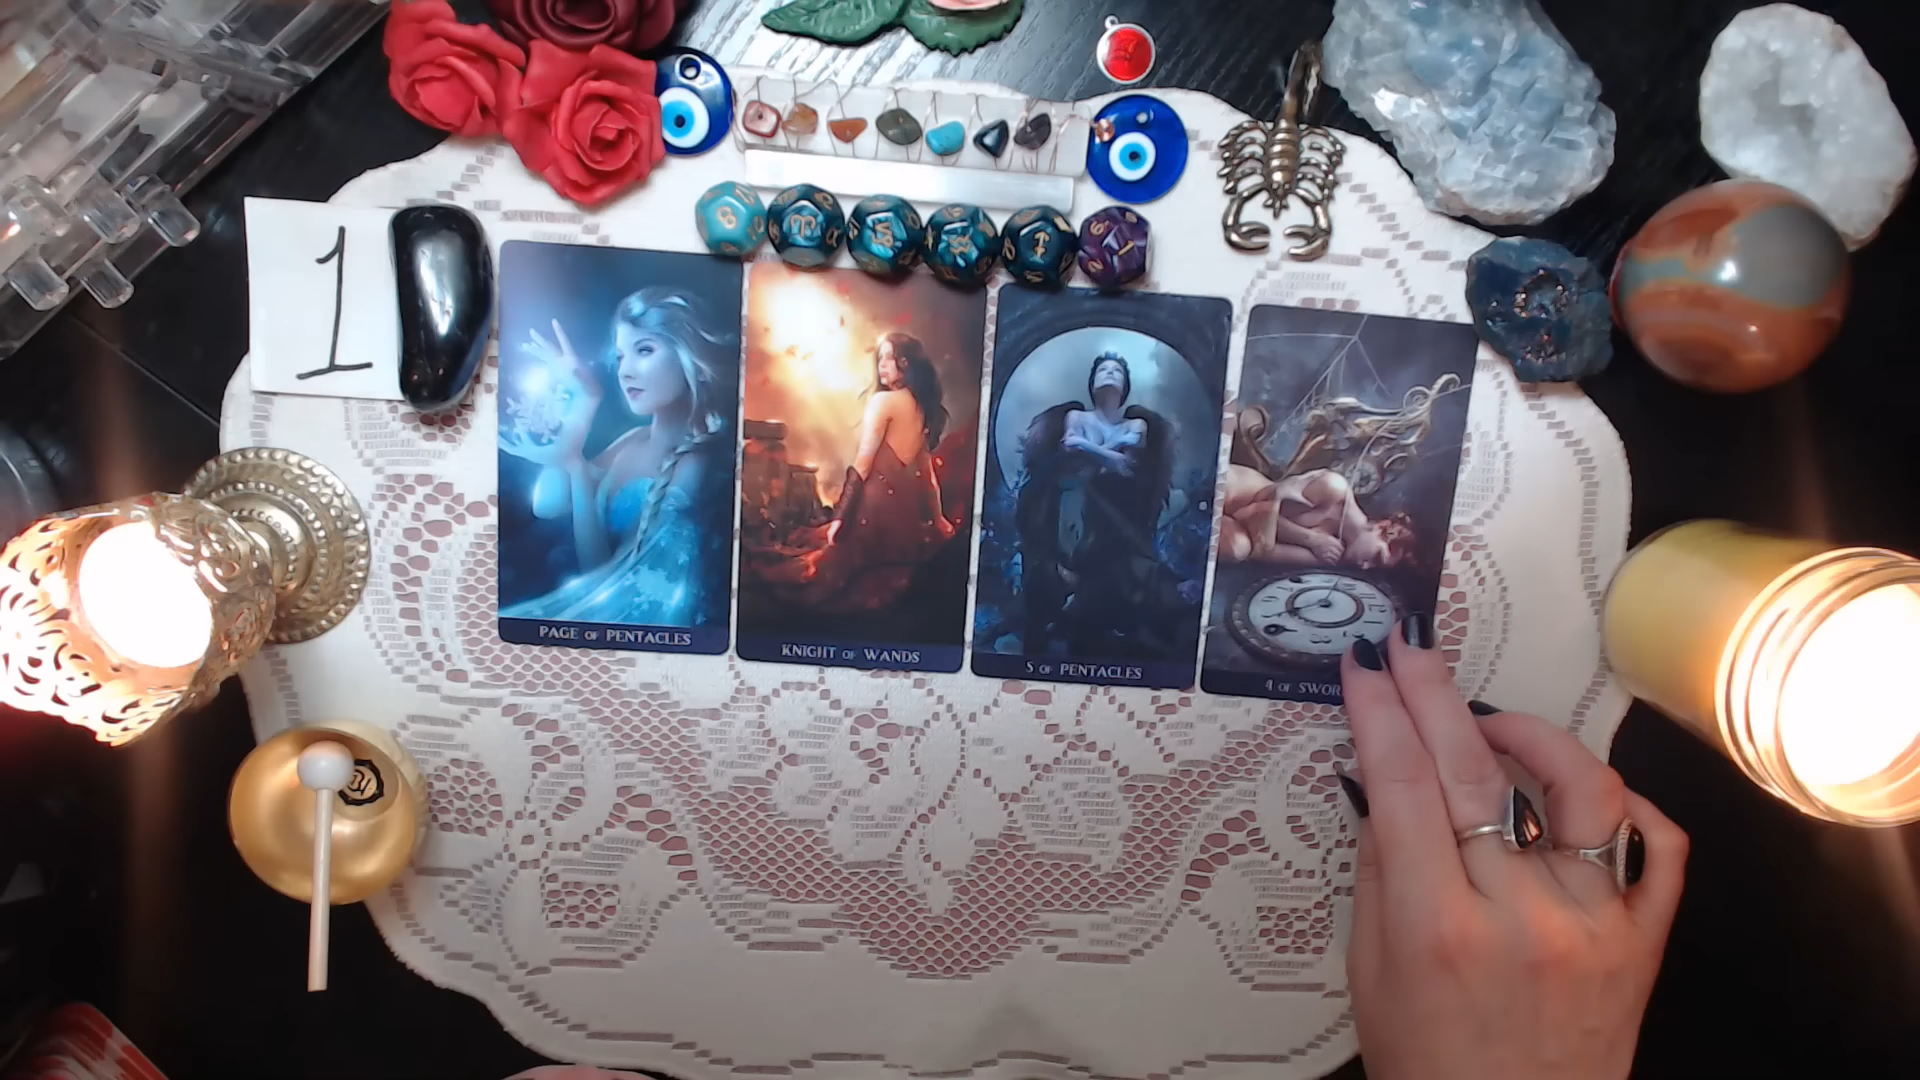 1
PAGE OF PENTACLES
KNIGHT OF WANDS
5 OF PENTACLES
4 OF SWOR